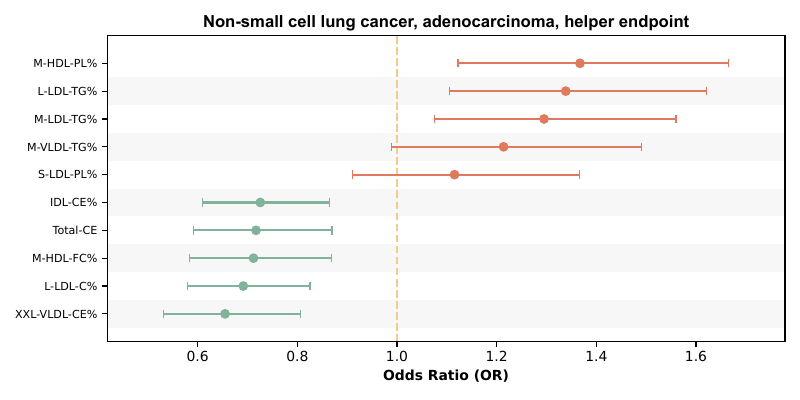 Non-small cell lung cancer, adenocarcinoma, helper endpoint
M-HDL-PL%
L-LDL-TG%
M-LDL-TG%
M-VLDL-TG%
S-LDL-PL%
IDL-CE%
Total-CE
M-HDL-FC%
L-LDL-C%
XXL-VLDL-CE%
0.6 0.8 1.0 1.2 1.4 1.6
Odds Ratio (OR)